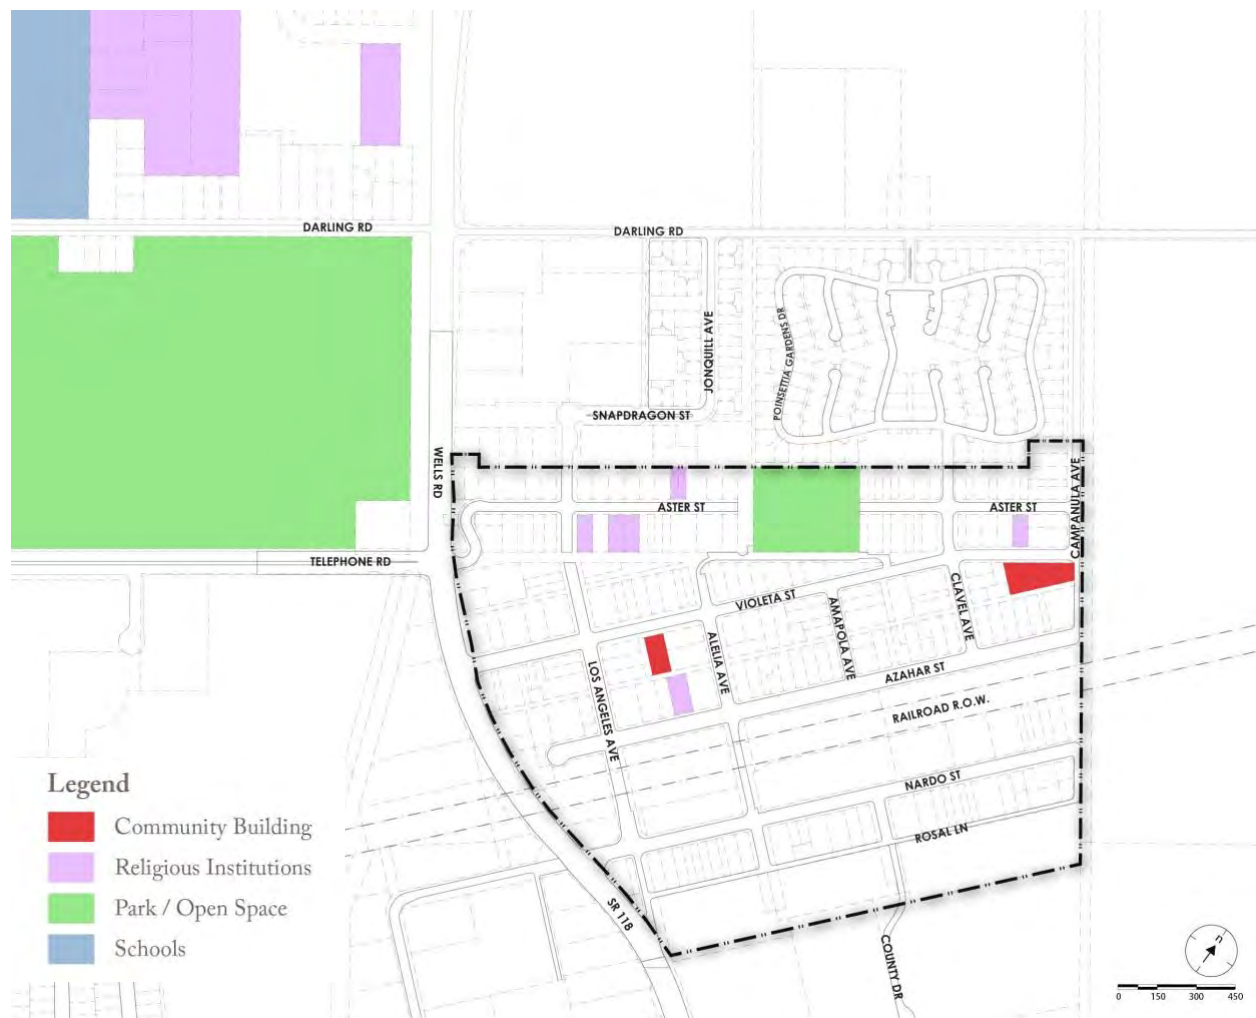 DARLING RD
DARLING RD
JONQUILL AVE
POINSETTIA GARDENS DR
SNAPDRAGON ST
WELLS RD
ASTER ST
ASTER ST
CAMPANULA AVE
TELEPHONE RD
VIOLETA ST
CLAVEL AVE
AMAPOLA AVE
ALELIA AVE
LOS ANGELES AVE
AZAHAR ST
RAILROAD R.O.W.
NARDO ST
ROSAL LN
SR 118
COUNTY DR
Legend
Community Building
Religious Institutions
Park / Open Space
Schools
n
0 150 300 450